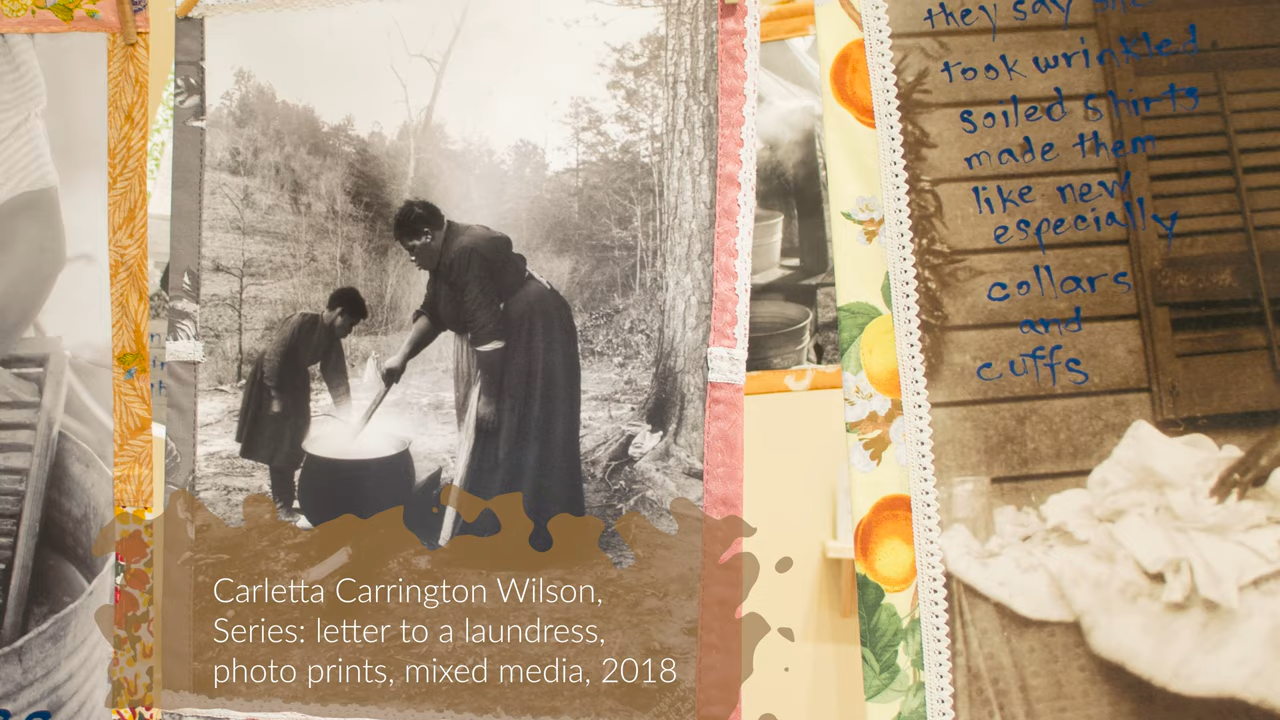 they say she
took wrinkled
soiled shirts
made them
like new
especially
collars
and
cuffs
Carletta Carrington Wilson,
Series: letter to a laundress,
photo prints, mixed media, 2018